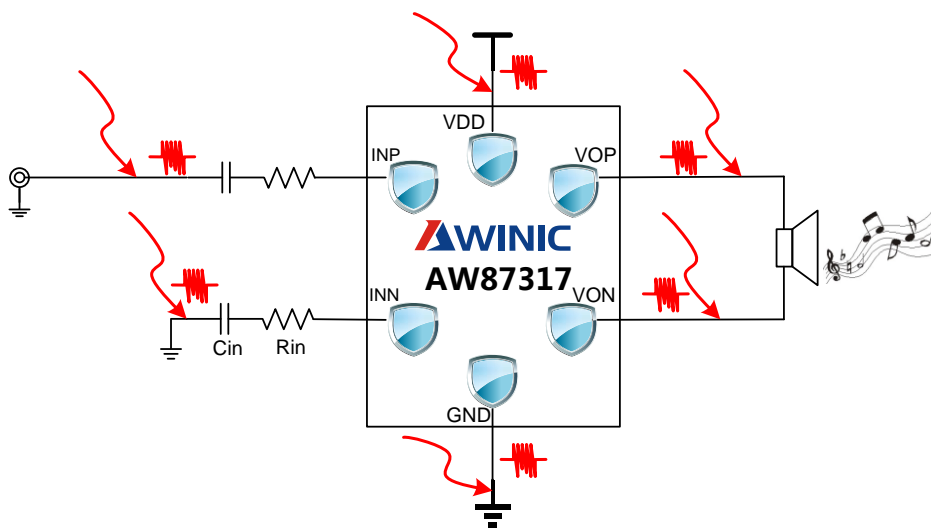 VDD
INP
VOP
AWINIC
AW87317
INN
VON
Cin
Rin
GND